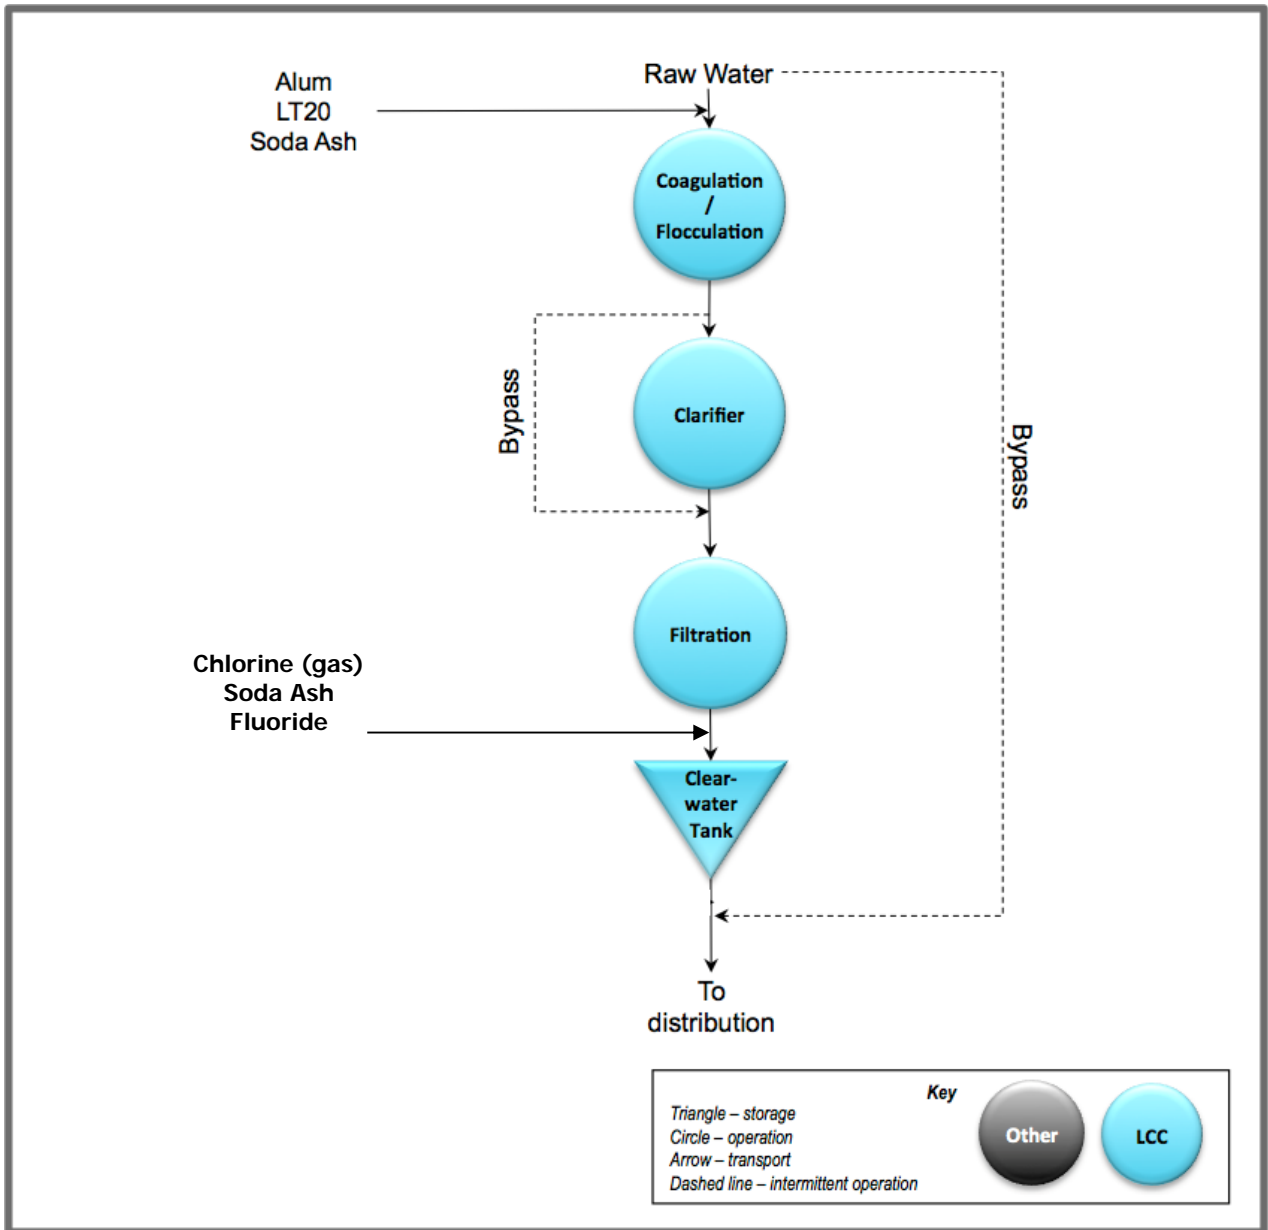 Alum
LT20
Soda Ash
Raw Water
Coagulation
/
Flocculation
Bypass
Clarifier
Bypass
Filtration
Chlorine (gas)
Soda Ash
Fluoride
Clear-
water
Tank
To
distribution
Key
Triangle – storage
Circle – operation
Arrow – transport
Dashed line – intermittent operation
Other
LCC